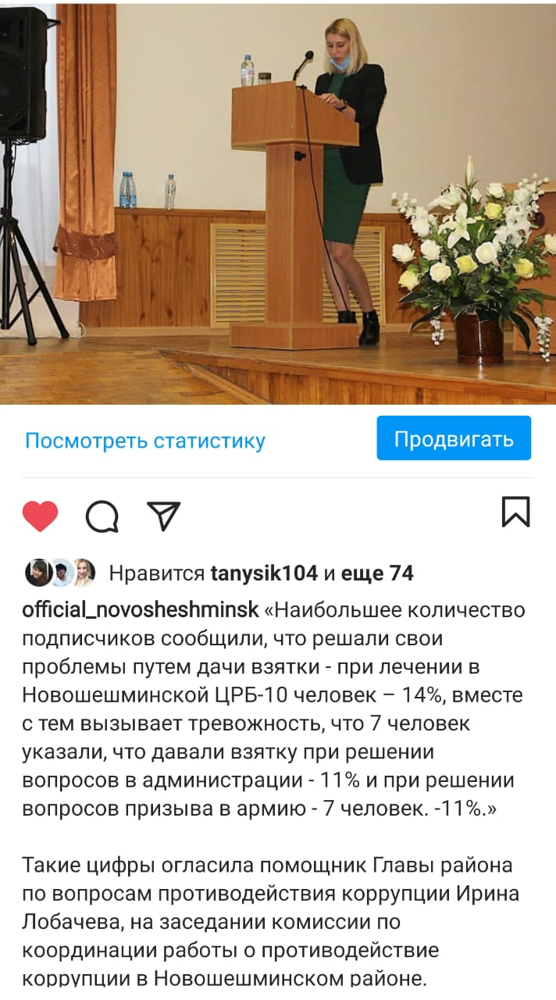 Посмотреть статистику
Продвигать
Нравится tanysik104 и еще 74
official_novosheshminsk «Наибольшее количество
подписчиков сообщили, что решали свои
проблемы путем дачи взятки - при лечении в
Новошешминской ЦРБ-10 человек – 14%, вместе
с тем вызывает тревожность, что 7 человек
указали, что давали взятку при решении
вопросов в администрации - 11% и при решении
вопросов призыва в армию - 7 человек. -11%.»
Такие цифры огласила помощник Главы района
по вопросам противодействия коррупции Ирина
Лобачева, на заседании комиссии по
координации работы о противодействие
коррупции в Новошешминском районе.